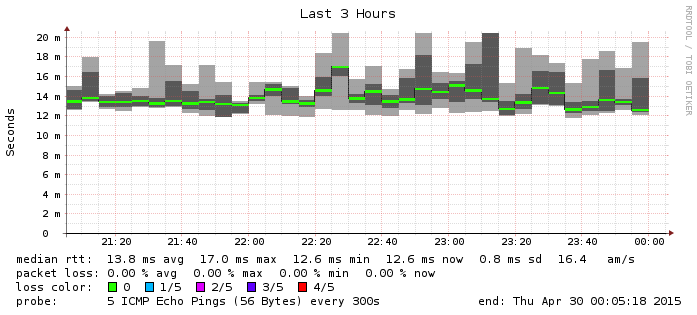 Last 3 Hours
RRDTOOL / TOBI OETIKER
Seconds
20 m
18 m
16 m
14 m
12 m
10 m
8 m
6 m
4 m
2 m
0
21:20 21:40 22:00 22:20 22:40 23:00 23:20 23:40 00:00
median rtt: 13.8 ms avg 17.0 ms max 12.6 ms min 12.6 ms now 0.8 ms sd 16.4 am/s
packet loss: 0.00 % avg 0.00 % max 0.00 % min 0.00 % now
loss color: 0 1/5 2/5 3/5 4/5
probe: 5 ICMP Echo Pings (56 Bytes) every 300s end: Thu Apr 30 00:05:18 2015